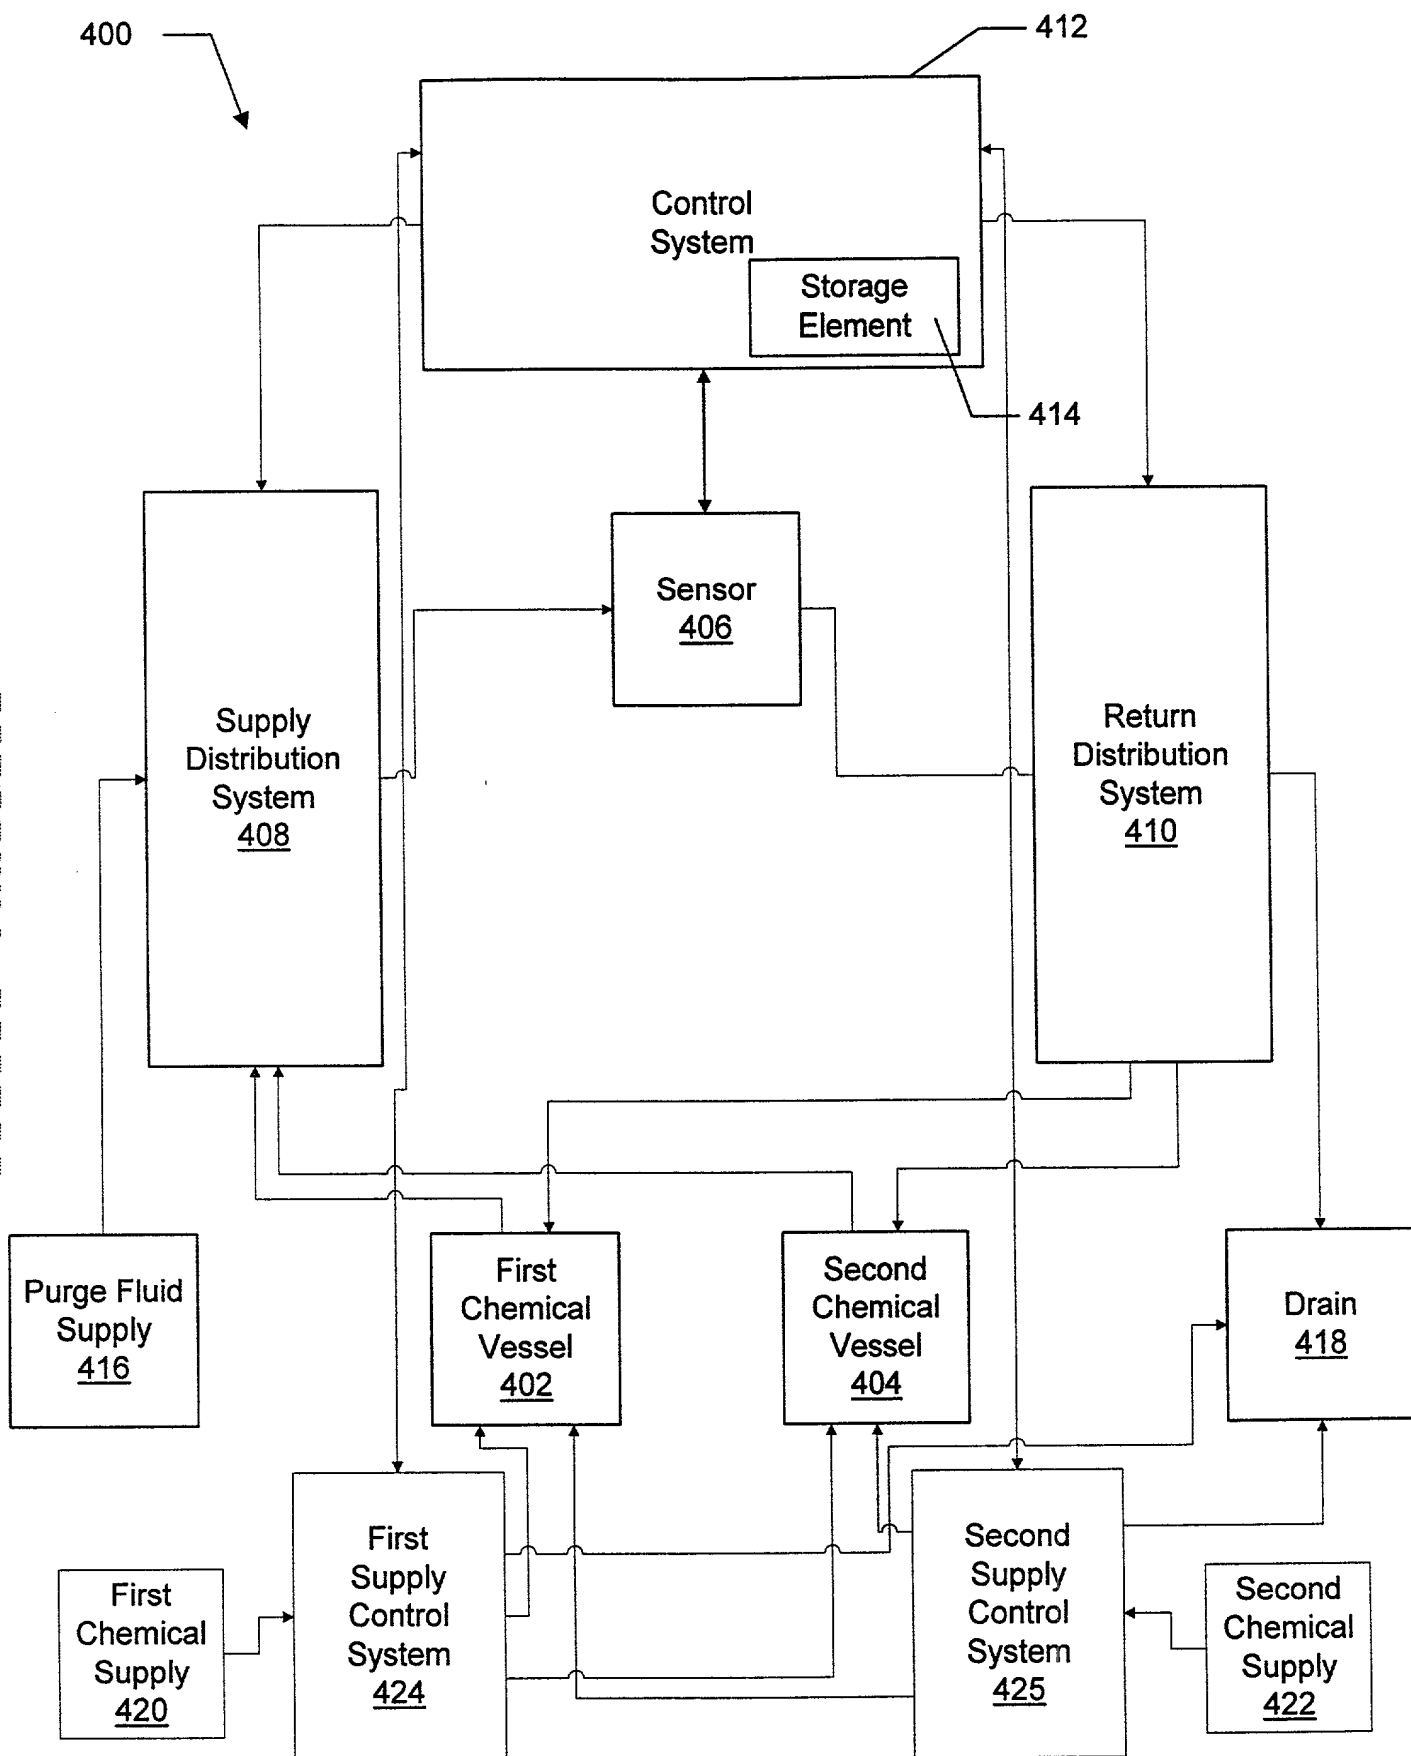 400
412
Control
System
Storage
Element
414
Sensor
406
Supply
Distribution
System
408
Return
Distribution
System
410
Purge Fluid
Supply
416
First
Chemical
Vessel
402
Second
Chemical
Vessel
404
Drain
418
First
Chemical
Supply
420
First
Supply
Control
System
424
Second
Supply
Control
System
425
Second
Chemical
Supply
422